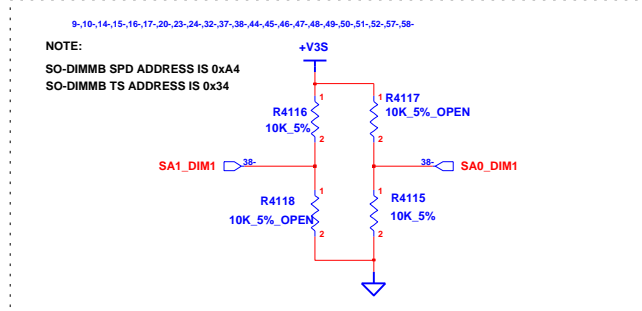 9-,10-,14-,15-,16-,17-,20-,23-,24-,32-,37-,38-,44-,45-,46-,47-,48-,49-,50-,51-,52-,57-,58-
NOTE:
+V3S
SO-DIMMB SPD ADDRESS IS 0xA4
SO-DIMMB TS ADDRESS IS 0x34
1
1
R4117
R4116
10K_5%_OPEN
10K_5%
2
2
SA1_DIM1
38-
38-
SA0_DIM1
1
1
R4118
R4115
10K_5%_OPEN
10K_5%
2
2